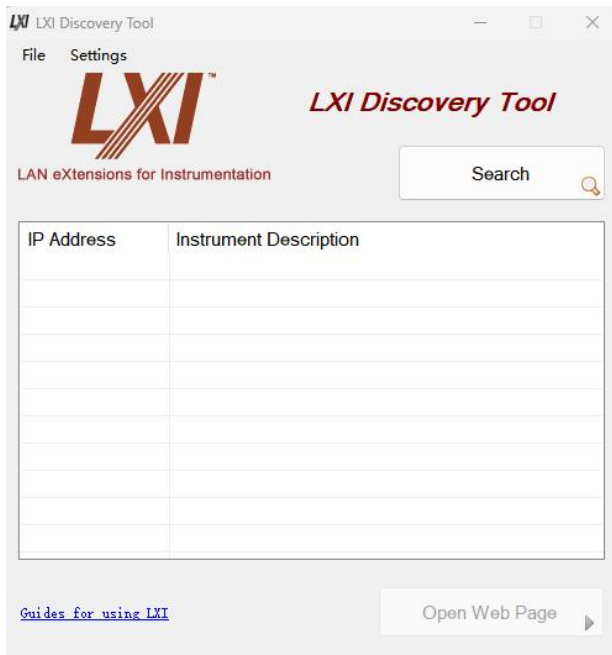 LXI LXI Discovery Tool
File Settings
LXI™
LXI Discovery Tool
LAN eXtensions for Instrumentation
Search
IP Address Instrument Description
Guides for using LXI
Open Web Page